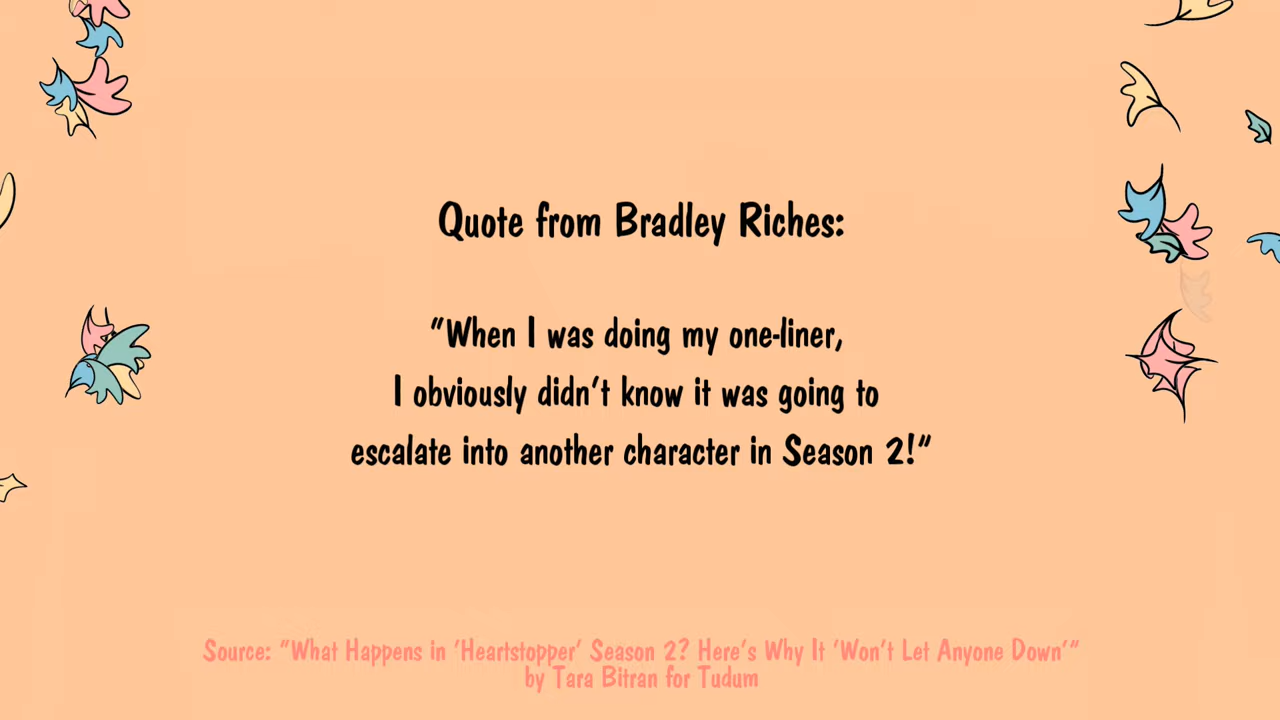 Quote from Bradley Riches:
“When I was doing my one-liner,
I obviously didn’t know it was going to
escalate into another character in Season 2!”
Source: “What Happens in ‘Heartstopper’ Season 2? Here’s Why It ‘Won’t Let Anyone Down’”
by Tara Bitran for Tudum